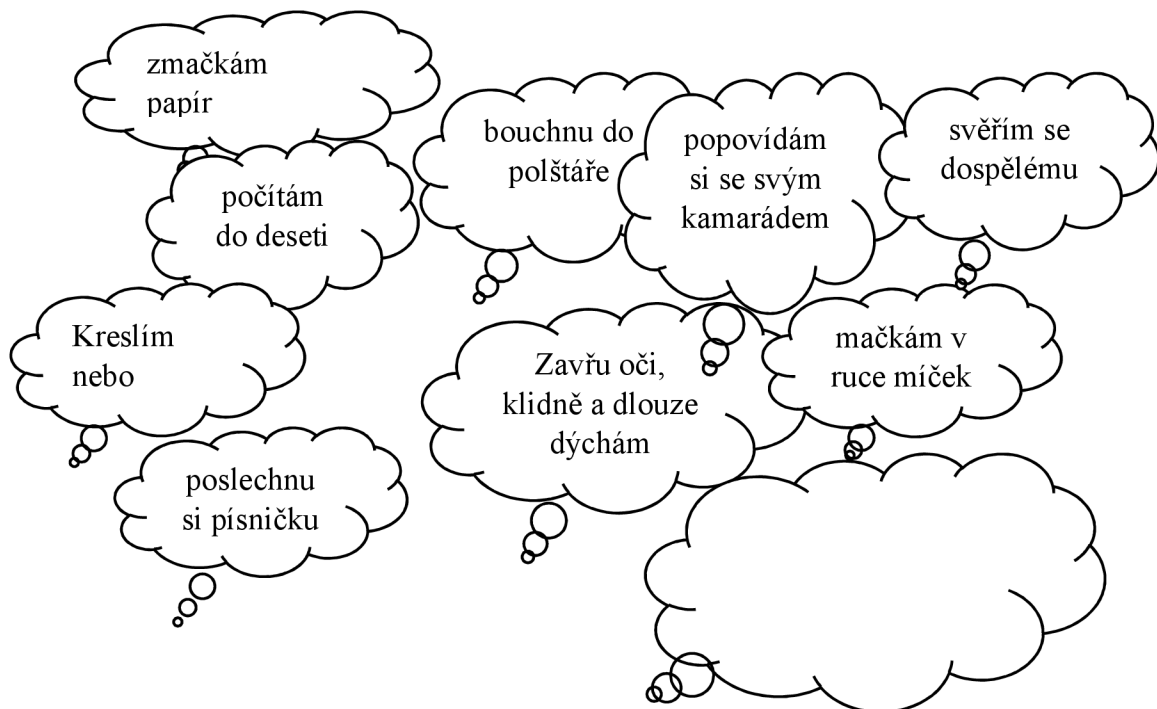 zmačkám
papír
bouchnu do
polštáře
popovídám
si se svým
kamarádem
svěřím se
dospělému
počítám
do deseti
Kreslím
nebo
Zavřu oči,
klidně a dlouze
dýchám
mačkám v
ruce míček
poslechnu
si písničku